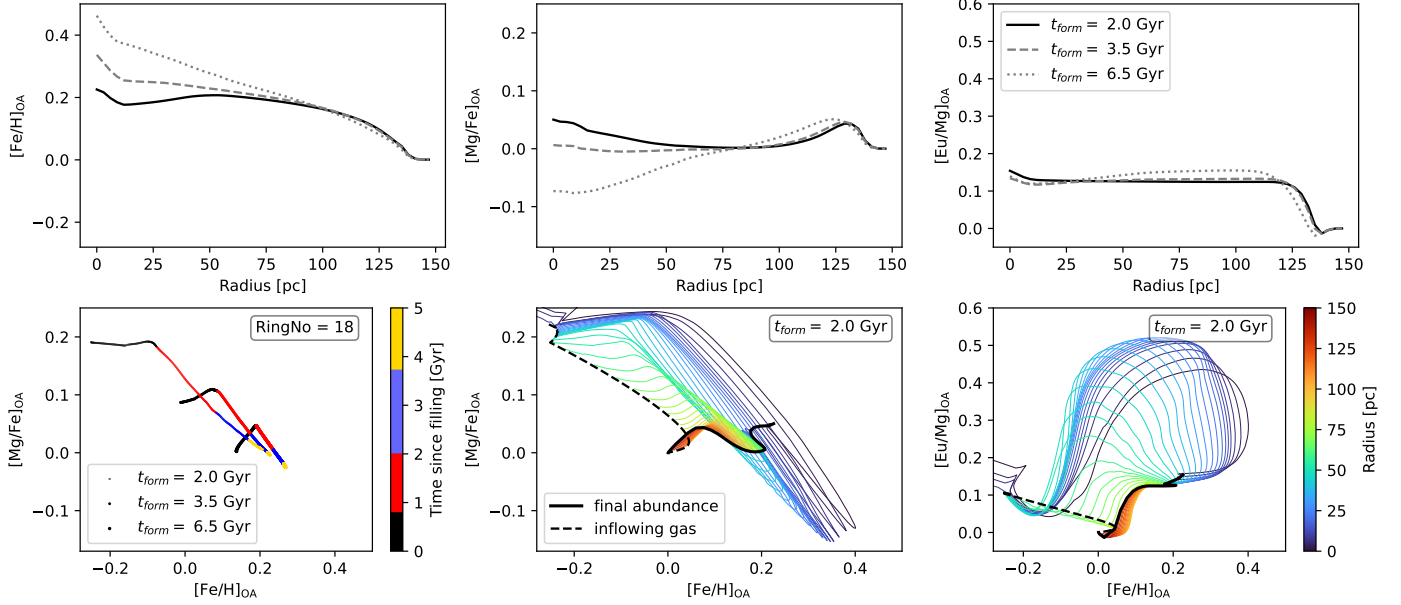 [Fe/H]OA
0.4
0.2
0.0
−0.2
0 25 50 75 100 125 150
Radius [pc]
[Mg/Fe]OA
0.2
0.1
0.0
−0.1
0 25 50 75 100 125 150
Radius [pc]
[Eu/Mg]OA
0.6
0.5
0.4
0.3
0.2
0.1
0.0
0 25 50 75 100 125 150
Radius [pc]
tform = 2.0 Gyr
tform = 3.5 Gyr
tform = 6.5 Gyr
[Mg/Fe]OA
0.2
0.1
0.0
−0.1
−0.2 0.0 0.2 0.4
[Fe/H]OA
RingNo = 18
tform = 2.0 Gyr
tform = 3.5 Gyr
tform = 6.5 Gyr
5
4
3
2
1
0
Time since filling [Gyr]
[Mg/Fe]OA
0.2
0.1
0.0
−0.1
−0.2 0.0 0.2 0.4
[Fe/H]OA
tform = 2.0 Gyr
final abundance
inflowing gas
[Eu/Mg]OA
0.6
0.5
0.4
0.3
0.2
0.1
0.0
−0.2 0.0 0.2 0.4
[Fe/H]OA
tform = 2.0 Gyr
150
125
100
75
50
25
0
Radius [pc]